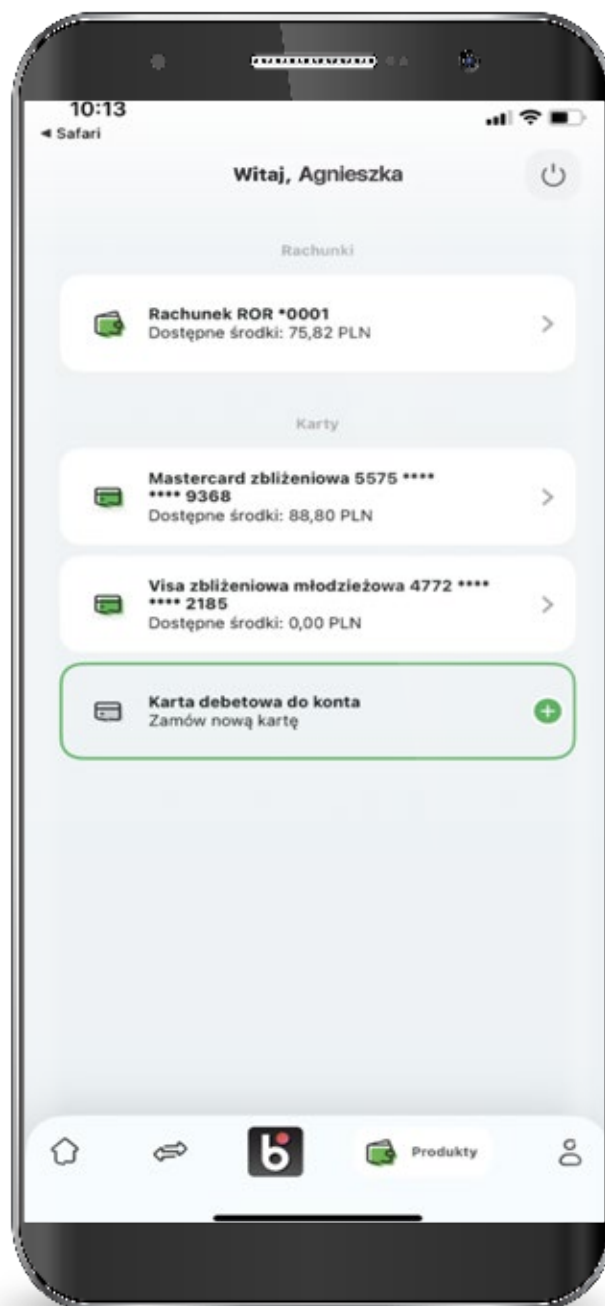 10:13
Safari
Witaj, Agnieszka
Rachunki
Rachunek ROR *0001
Dostępne środki: 75,82 PLN
Karty
Mastercard zbliżeniowa 5575 ****
**** 9368
Dostępne środki: 88,80 PLN
Visa zbliżeniowa młodzieżowa 4772 ****
**** 2185
Dostępne środki: 0,00 PLN
Karta debetowa do konta
Zamów nową kartę
b
Produkty